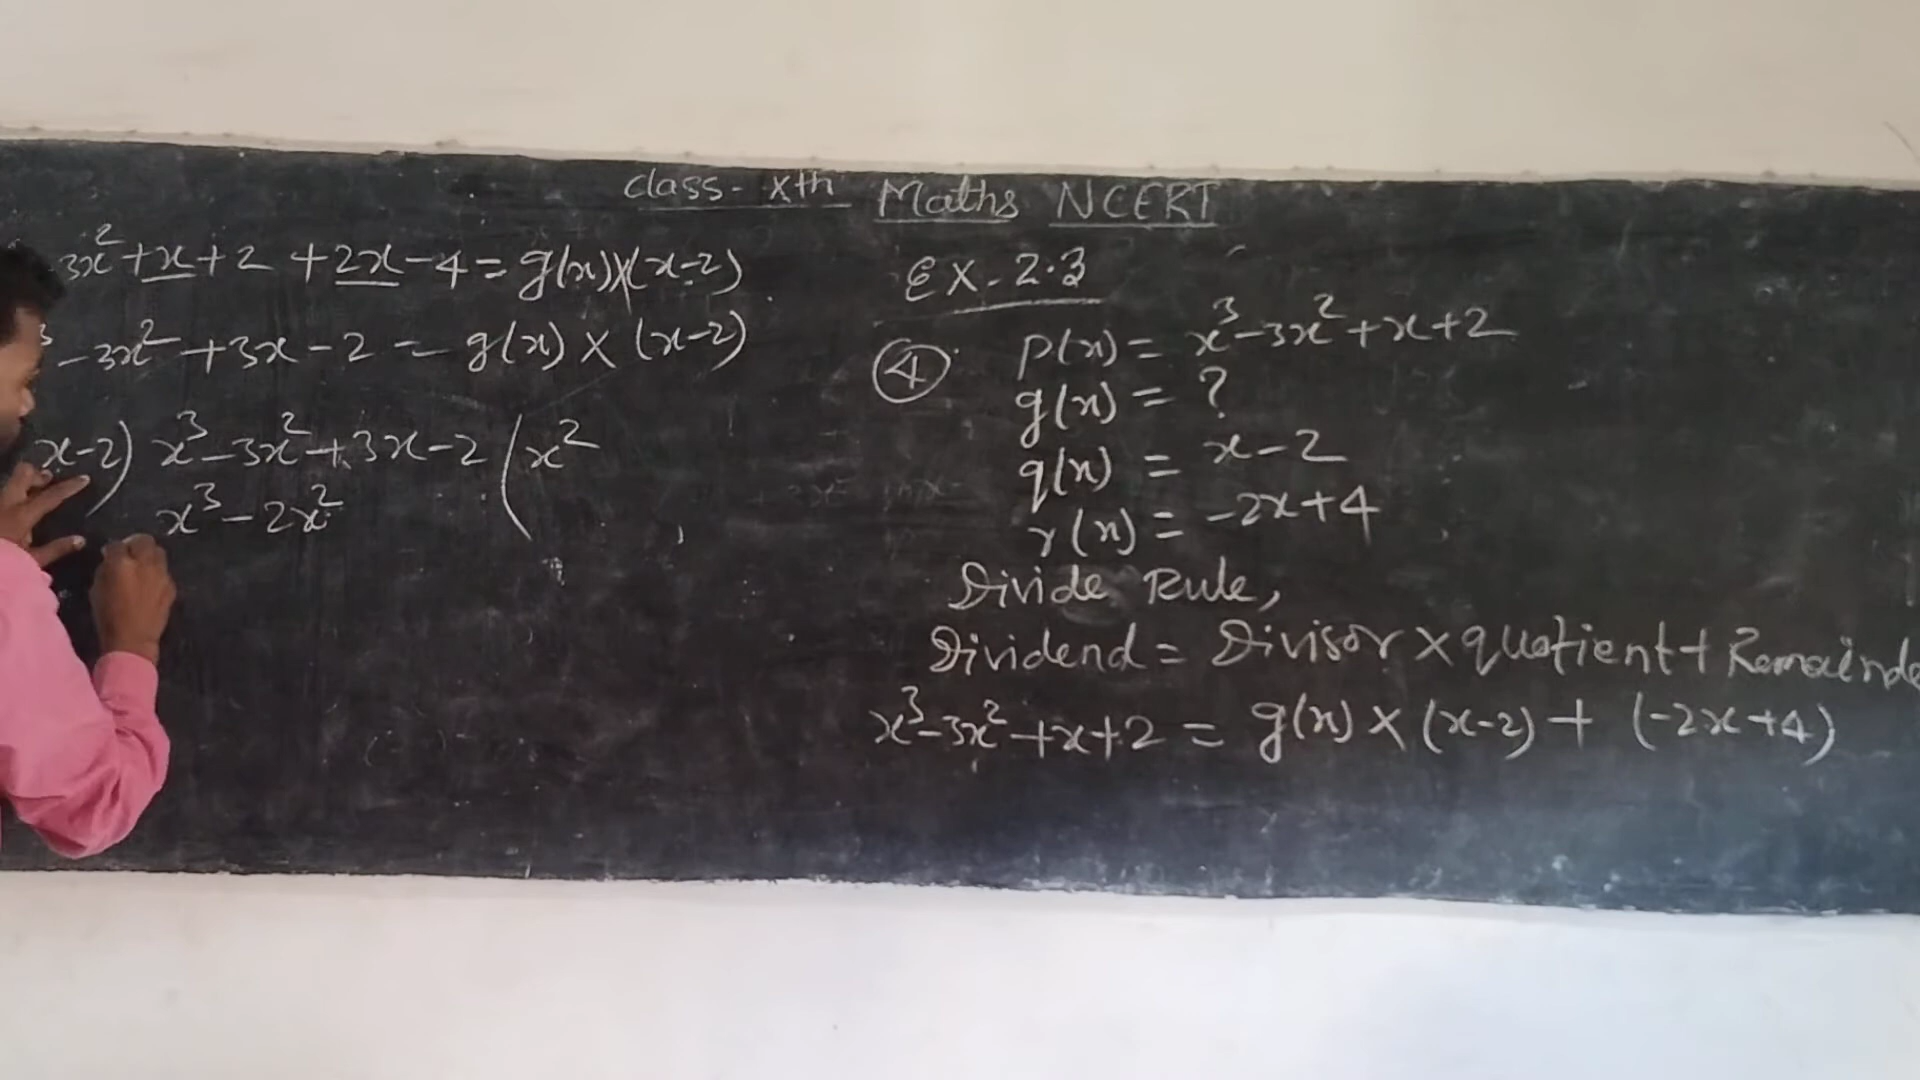 class- xth Maths NCERT
3x²+x+2 +2x-4=g(x)×(x-2)
-3x²+3x-2 = g(x) × (x-2)
x-2) x³-3x²+3x-2 ( x²
x³-2x²
EX-2.3
④ p(x) = x³-3x²+x+2
g(x) = ?
q(x) = x-2
r(x) = -2x+4
Divide Rule,
Dividend = Divisor × quotient + Remainde
x³-3x²+x+2 = g(x) × (x-2) + (-2x+4)